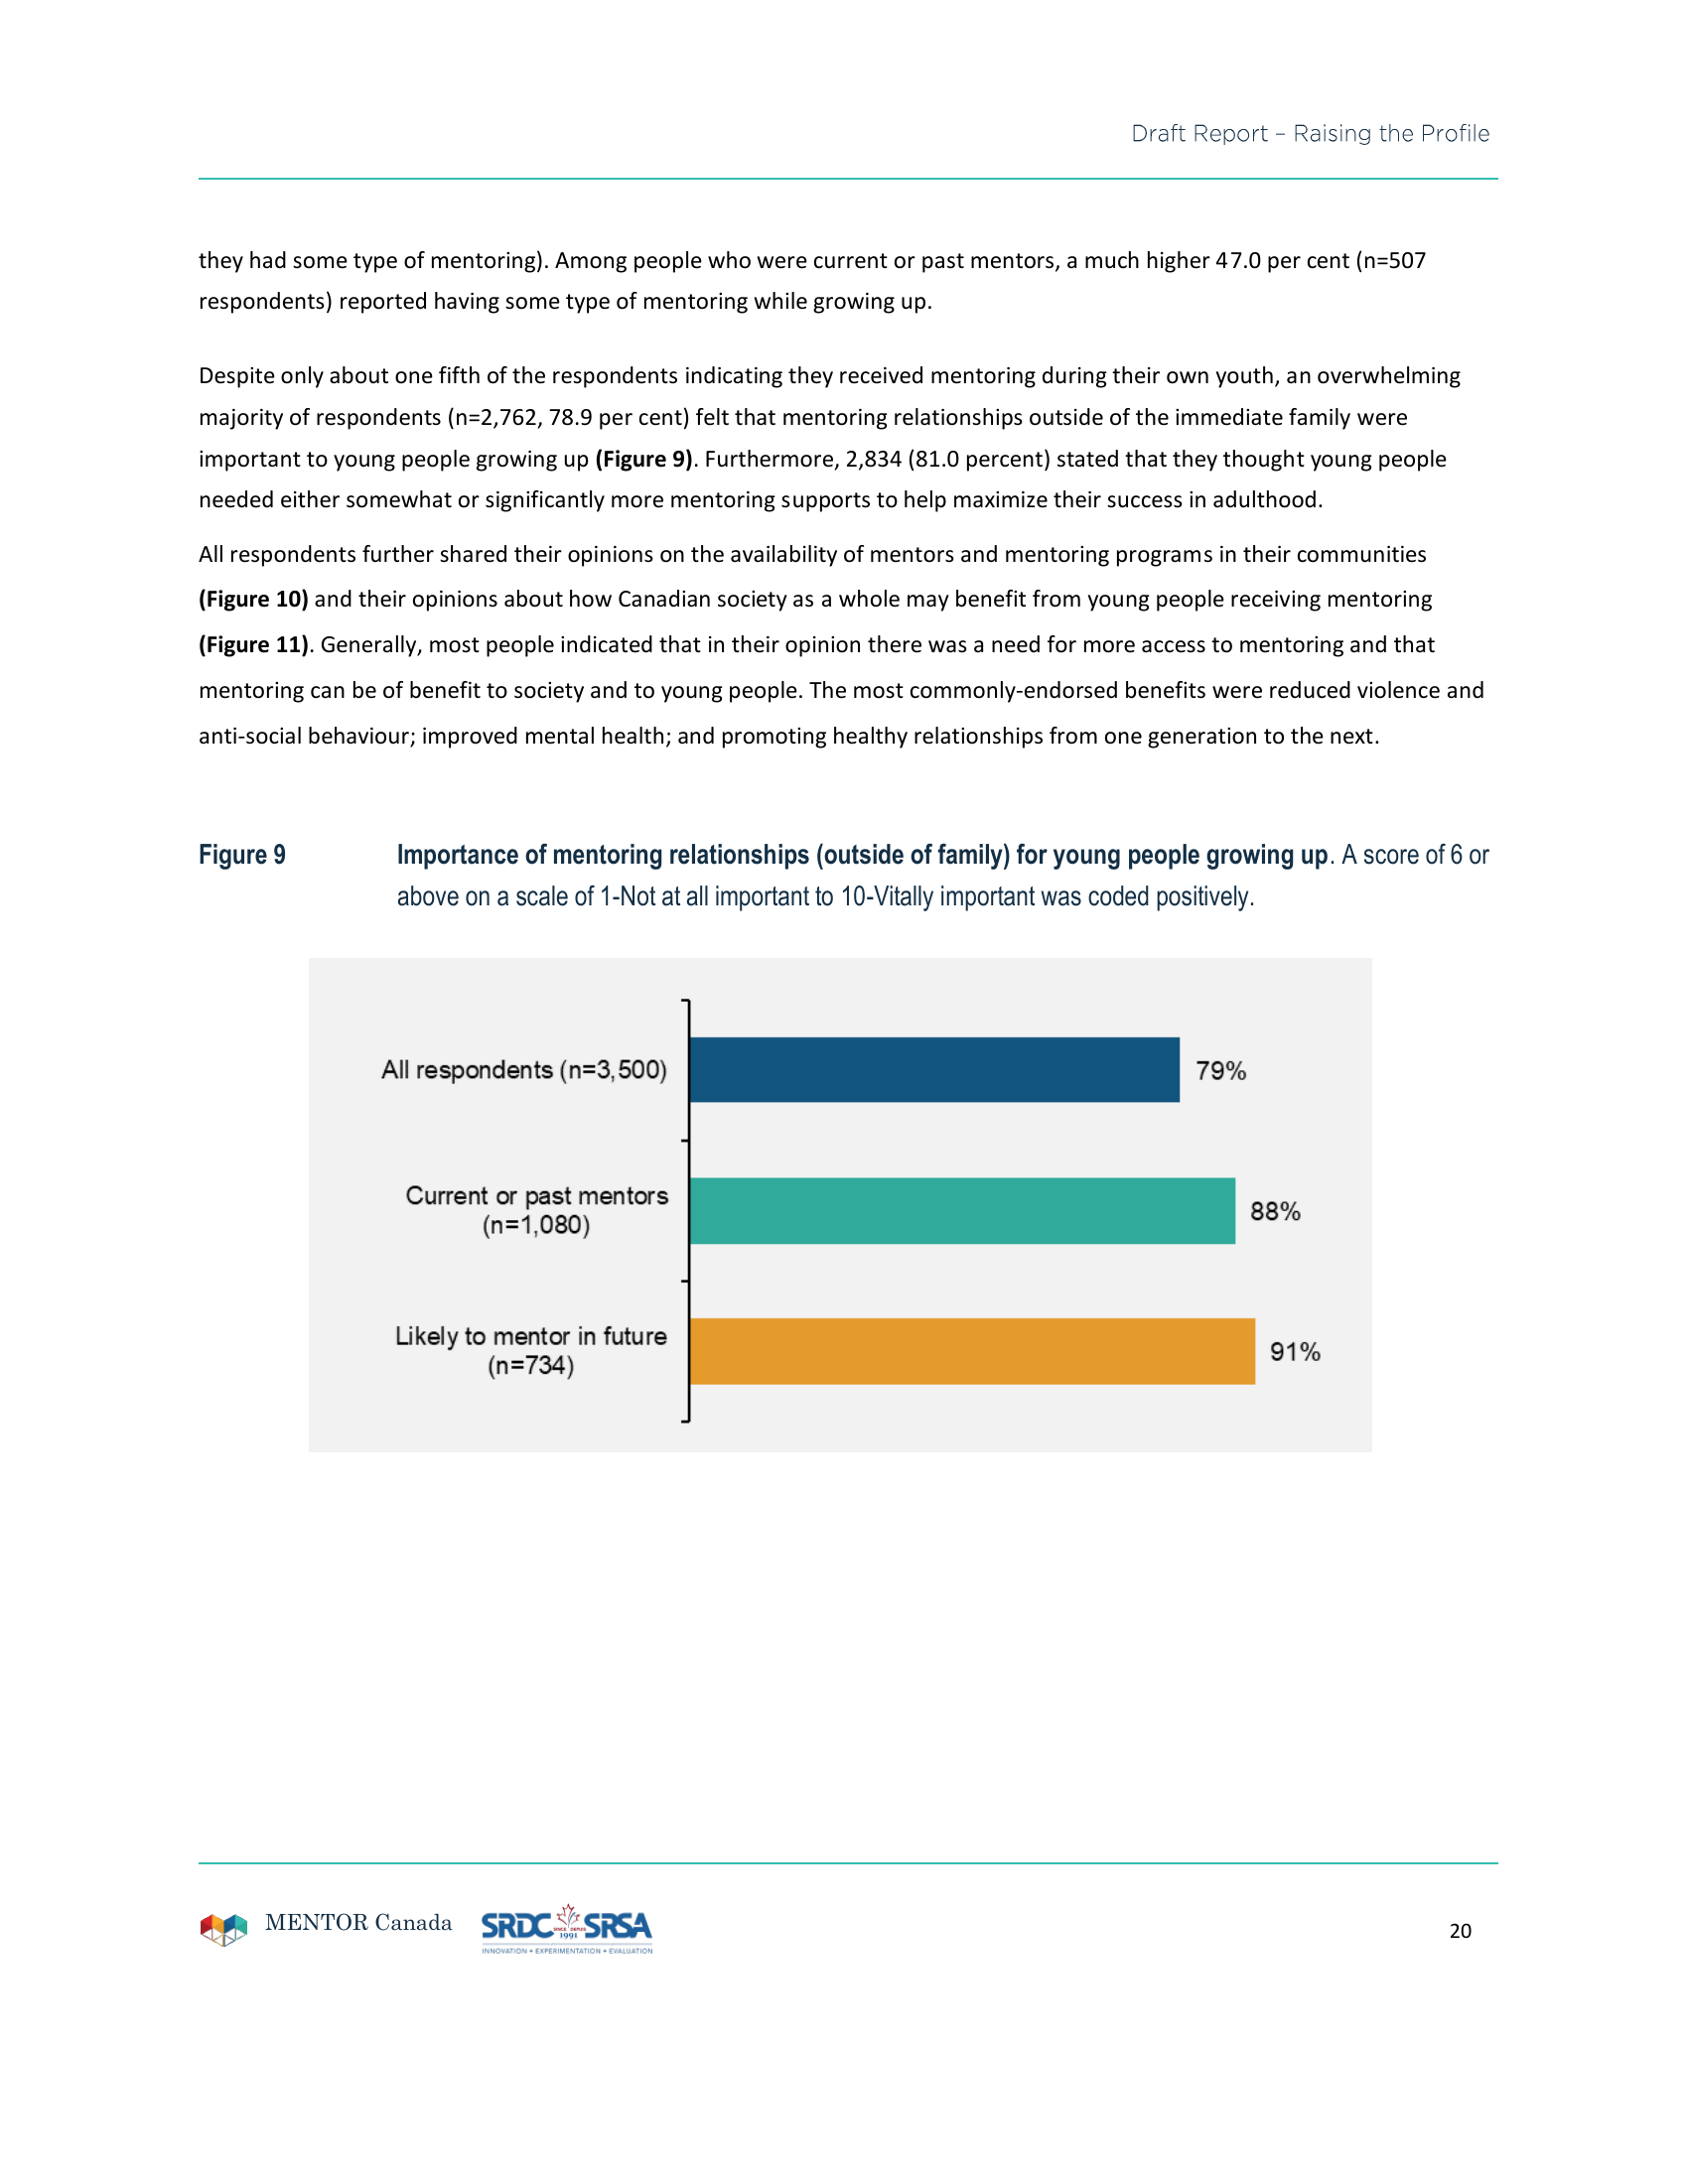 Draft Report – Raising the Profile
they had some type of mentoring). Among people who were current or past mentors, a much higher 47.0 per cent (n=507
respondents) reported having some type of mentoring while growing up.
Despite only about one fifth of the respondents indicating they received mentoring during their own youth, an overwhelming
majority of respondents (n=2,762, 78.9 per cent) felt that mentoring relationships outside of the immediate family were
important to young people growing up (Figure 9). Furthermore, 2,834 (81.0 percent) stated that they thought young people
needed either somewhat or significantly more mentoring supports to help maximize their success in adulthood.
All respondents further shared their opinions on the availability of mentors and mentoring programs in their communities
(Figure 10) and their opinions about how Canadian society as a whole may benefit from young people receiving mentoring
(Figure 11). Generally, most people indicated that in their opinion there was a need for more access to mentoring and that
mentoring can be of benefit to society and to young people. The most commonly-endorsed benefits were reduced violence and
anti-social behaviour; improved mental health; and promoting healthy relationships from one generation to the next.
Figure 9 Importance of mentoring relationships (outside of family) for young people growing up. A score of 6 or
above on a scale of 1-Not at all important to 10-Vitally important was coded positively.
All respondents (n=3,500) 79%
Current or past mentors
(n=1,080) 88%
Likely to mentor in future
(n=734) 91%
MENTOR Canada
SRDC SINCE DEPUIS 1991 SRSA
INNOVATION • EXPERIMENTATION • EVALUATION
20